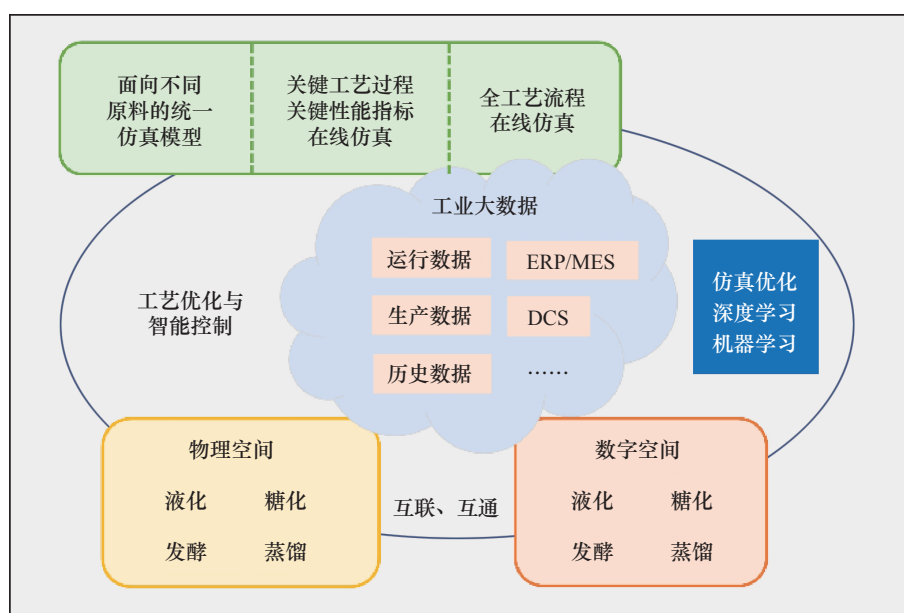 面向不同
原料的统一
仿真模型
关键工艺过程
关键性能指标
在线仿真
全工艺流程
在线仿真
工业大数据
运行数据
ERP/MES
生产数据
DCS
历史数据
……
工艺优化与
智能控制
仿真优化
深度学习
机器学习
物理空间
液化 糖化
发酵 蒸馏
互联、互通
数字空间
液化 糖化
发酵 蒸馏